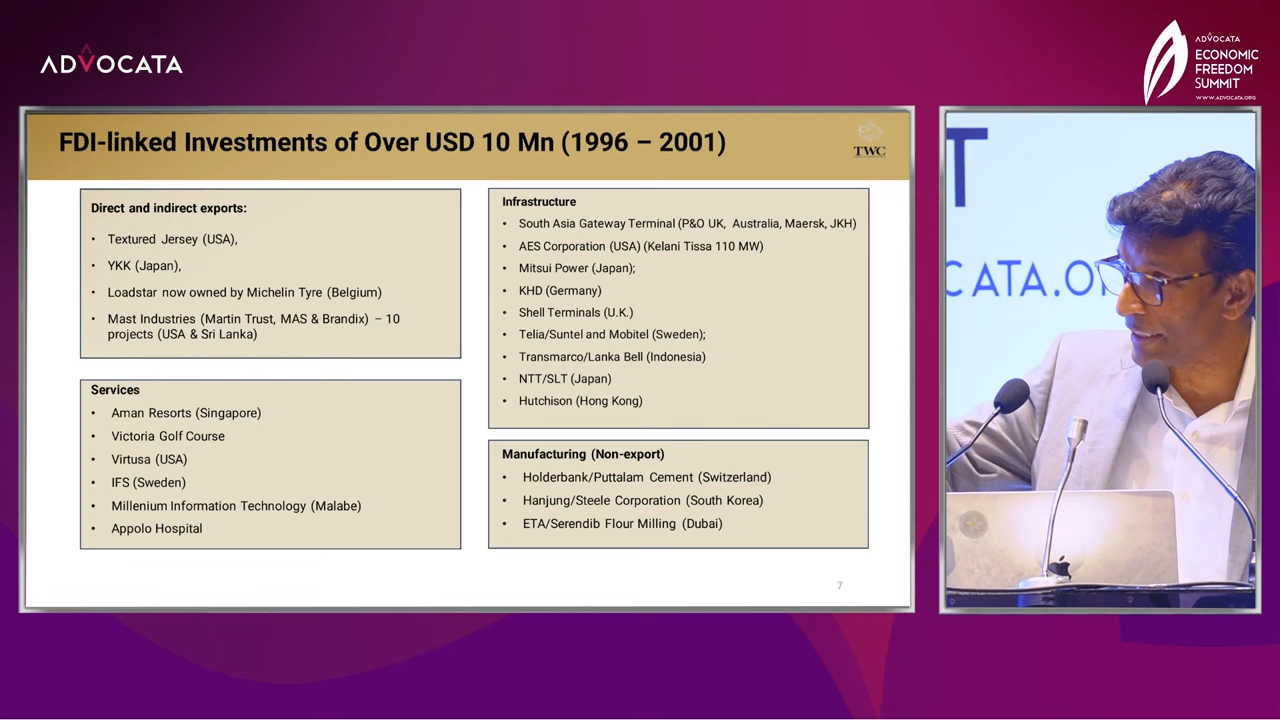 ADVOCATA
ADVOCATA
ECONOMIC
FREEDOM
SUMMIT
WWW.ADVOCATA.ORG
FDI-linked Investments of Over USD 10 Mn (1996 – 2001)
TWC
Direct and indirect exports:
• Textured Jersey (USA),
• YKK (Japan),
• Loadstar now owned by Michelin Tyre (Belgium)
• Mast Industries (Martin Trust, MAS & Brandix) – 10
projects (USA & Sri Lanka)
Services
• Aman Resorts (Singapore)
• Victoria Golf Course
• Virtusa (USA)
• IFS (Sweden)
• Millenium Information Technology (Malabe)
• Appolo Hospital
Infrastructure
• South Asia Gateway Terminal (P&O UK, Australia, Maersk, JKH)
• AES Corporation (USA) (Kelani Tissa 110 MW)
• Mitsui Power (Japan);
• KHD (Germany)
• Shell Terminals (U.K.)
• Telia/Suntel and Mobitel (Sweden);
• Transmarco/Lanka Bell (Indonesia)
• NTT/SLT (Japan)
• Hutchison (Hong Kong)
Manufacturing (Non-export)
• Holderbank/Puttalam Cement (Switzerland)
• Hanjung/Steele Corporation (South Korea)
• ETA/Serendib Flour Milling (Dubai)
7
T
CATA.O